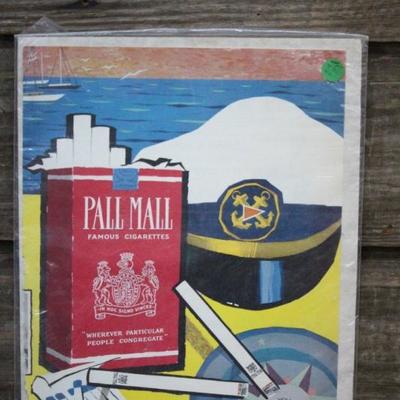 PALL MALL
FAMOUS CIGARETTES
IN HOC SIGNO VINCES
"WHEREVER PARTICULAR
PEOPLE CONGREGATE"